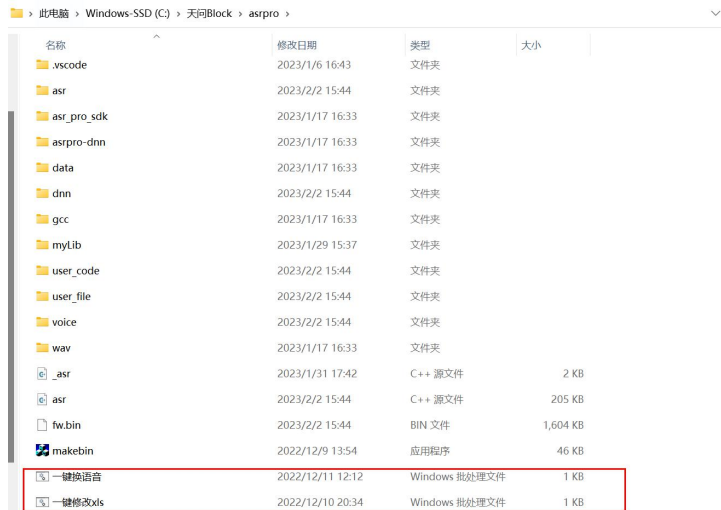 此电脑 › Windows-SSD (C:) › 天问Block › asrpro ›
名称 修改日期 类型 大小
.vscode 2023/1/6 16:43 文件夹
asr 2023/2/2 15:44 文件夹
asr_pro_sdk 2023/1/17 16:33 文件夹
asrpro-dnn 2023/1/17 16:33 文件夹
data 2023/1/17 16:33 文件夹
dnn 2023/2/2 15:44 文件夹
gcc 2023/1/17 16:33 文件夹
myLib 2023/1/29 15:37 文件夹
user_code 2023/2/2 15:44 文件夹
user_file 2023/2/2 15:44 文件夹
voice 2023/2/2 15:44 文件夹
wav 2023/1/17 16:33 文件夹
_asr 2023/1/31 17:42 C++ 源文件 2 KB
asr 2023/2/2 15:44 C++ 源文件 205 KB
fw.bin 2023/2/2 15:44 BIN 文件 1,604 KB
makebin 2022/12/9 13:54 应用程序 46 KB
一键换语音 2022/12/11 12:12 Windows 批处理文件 1 KB
一键修改xls 2022/12/10 20:34 Windows 批处理文件 1 KB